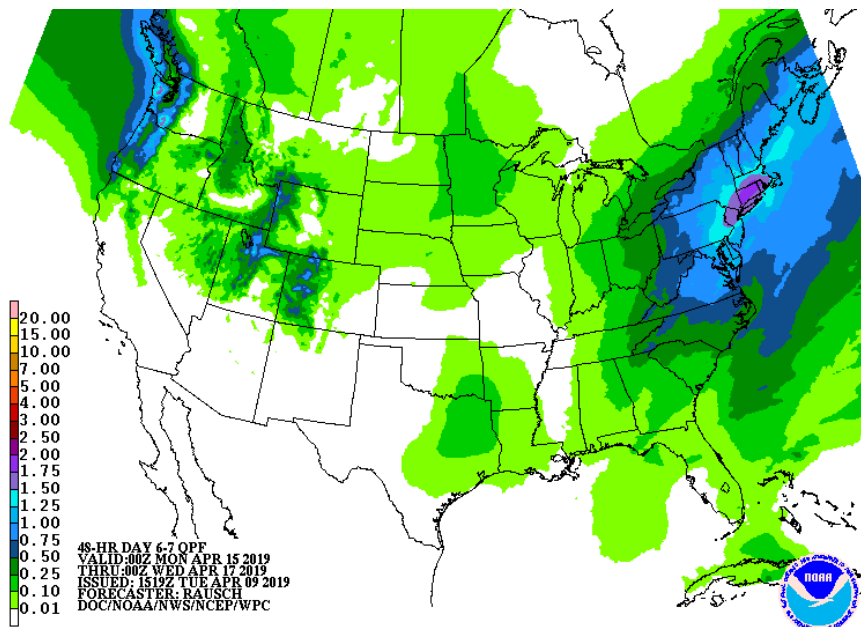 20.00
15.00
10.00
7.00
5.00
4.00
3.00
2.50
2.00
1.75
1.50
1.25
1.00
0.75
0.50
0.25
0.10
0.01
48-HR DAY 6-7 QPF
VALID:00Z MON APR 15 2019
THRU:00Z WED APR 17 2019
ISSUED: 1519Z TUE APR 09 2019
FORECASTER: RAUSCH
DOC/NOAA/NWS/NCEP/WPC
NOAA